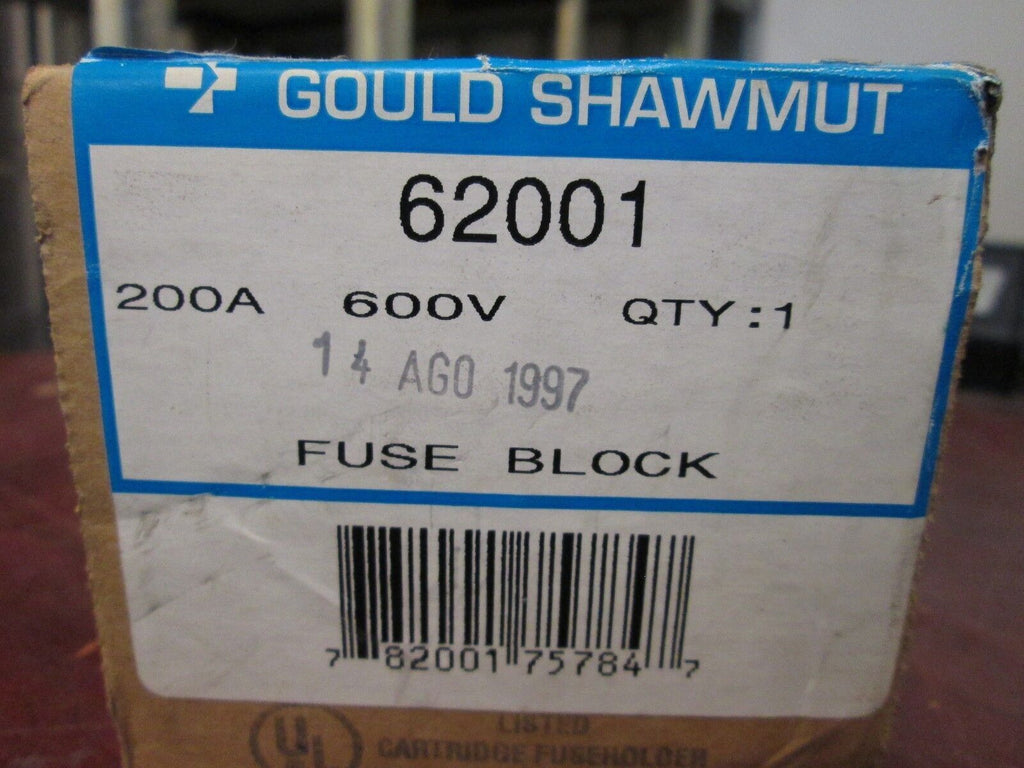 GOULD SHAWMUT
62001
200A 600V QTY:1
14 AGO 1997
FUSE BLOCK
7 82001 75784 7
UL LISTED
CARTRIDGE FUSEHOLDER